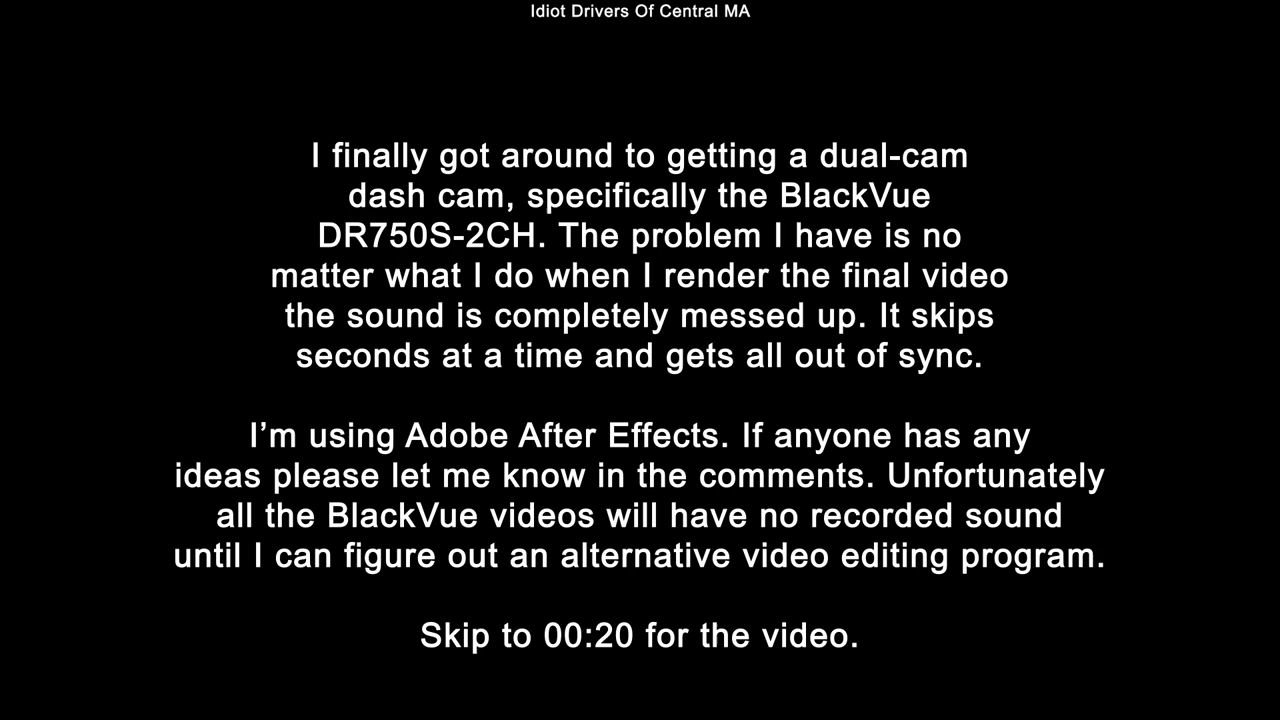 Idiot Drivers Of Central MA
I finally got around to getting a dual-cam
dash cam, specifically the BlackVue
DR750S-2CH. The problem I have is no
matter what I do when I render the final video
the sound is completely messed up. It skips
seconds at a time and gets all out of sync.
I’m using Adobe After Effects. If anyone has any
ideas please let me know in the comments. Unfortunately
all the BlackVue videos will have no recorded sound
until I can figure out an alternative video editing program.
Skip to 00:20 for the video.